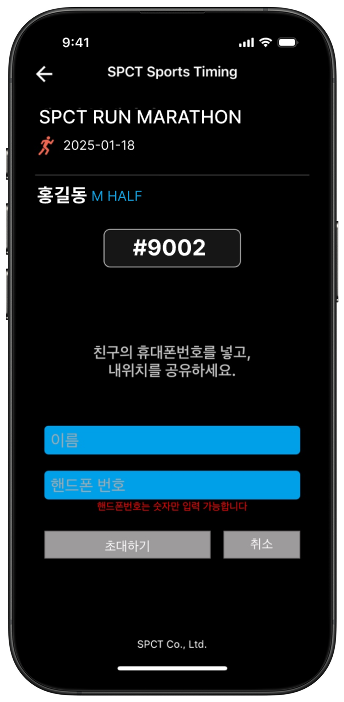 9:41
SPCT Sports Timing
SPCT RUN MARATHON
2025-01-18
홍길동 M HALF
#9002
친구의 휴대폰번호를 넣고,
내위치를 공유하세요.
이름
핸드폰 번호
핸드폰번호는 숫자만 입력 가능합니다
초대하기 취소
SPCT Co., Ltd.